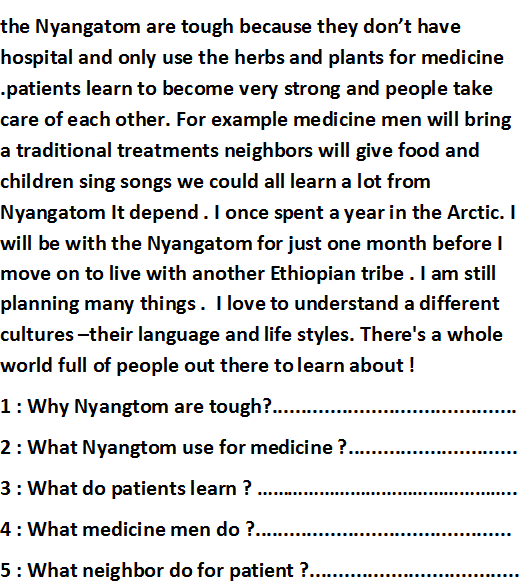 the Nyangatom are tough because they don't have
hospital and only use the herbs and plants for medicine
.patients learn to become very strong and people take
care of each other. For example medicine men will bring
a traditional treatments neighbors will give food and
children sing songs we could all learn a lot from
Nyangatom It depend . I once spent a year in the Arctic. I
will be with the Nyangatom for just one month before I
move on to live with another Ethiopian tribe . I am still
planning many things .  I love to understand a different
cultures –their language and life styles. There's a whole
world full of people out there to learn about !
1 : Why Nyangtom are tough?..........................................
2 : What Nyangtom use for medicine ?.............................
3 : What do patients learn ? .............................................
4 : What medicine men do ?............................................
5 : What neighbor do for patient ?....................................